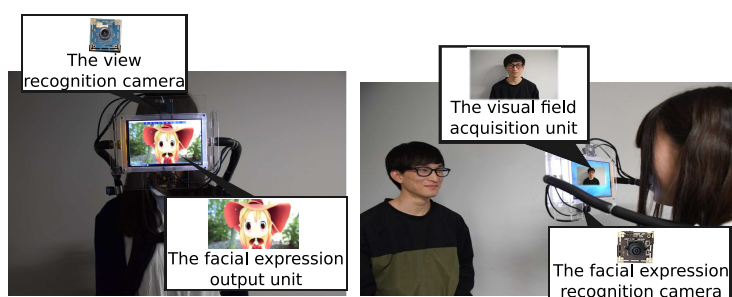 The view
recognition camera
The facial expression
output unit
The visual field
acquisition unit
The facial expression
recognition camera